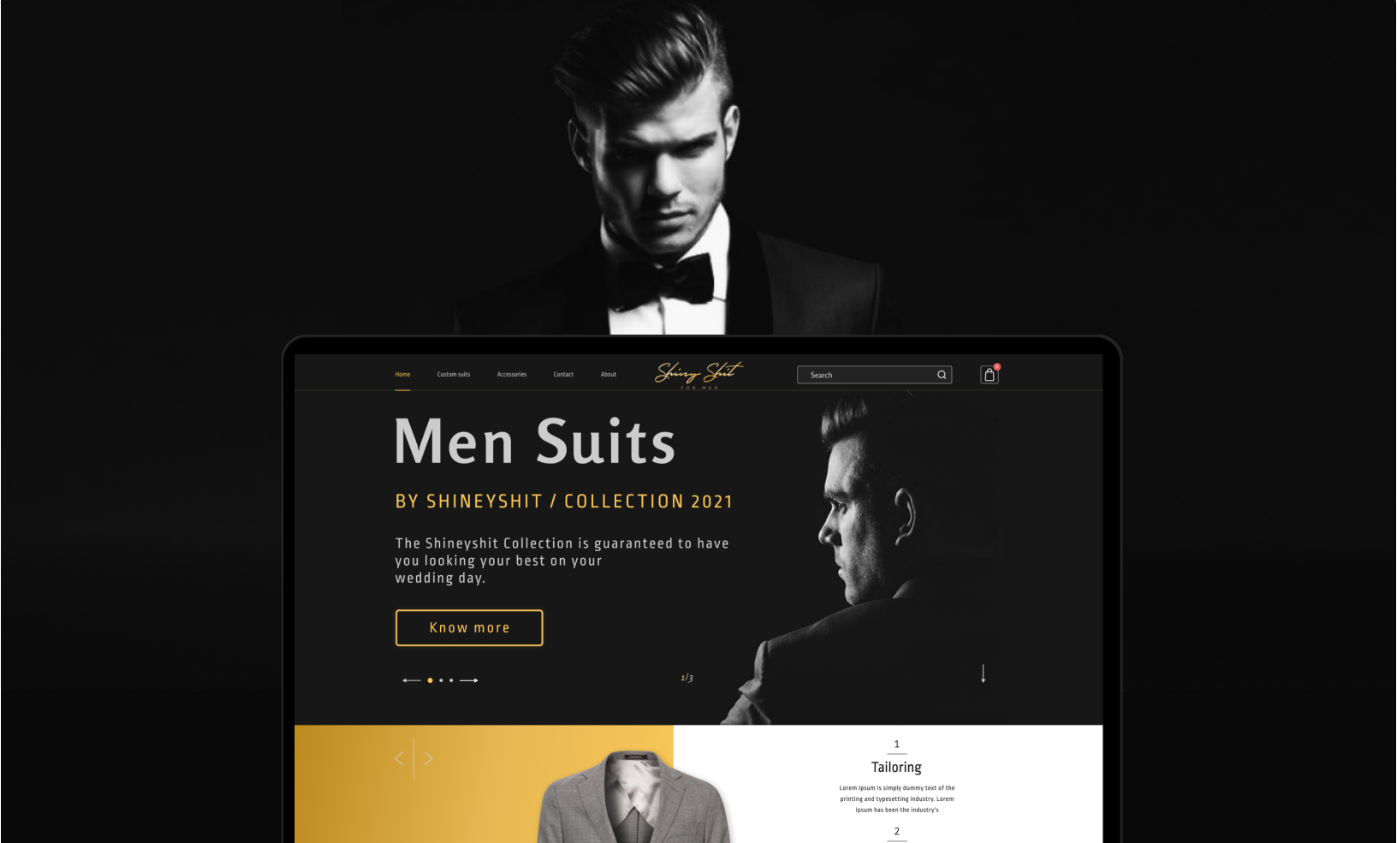 Home
Custom suits
Accessories
Contact
About
Shiny Shit
FOR MEN
Search
Men Suits
BY SHINEYSHIT / COLLECTION 2021
The Shineyshit Collection is guaranteed to have
you looking your best on your
wedding day.
Know more
1/3
1
Tailoring
Lorem Ipsum is simply dummy text of the
printing and typesetting industry. Lorem
Ipsum has been the industry's
2